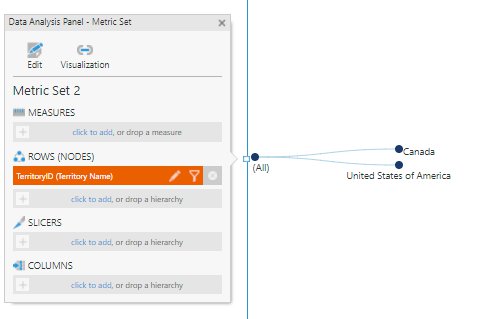 Data Analysis Panel - Metric Set
Edit
Visualization
Metric Set 2
MEASURES
click to add, or drop a measure
ROWS (NODES)
TerritoryID (Territory Name)
click to add, or drop a hierarchy
SLICERS
click to add, or drop a hierarchy
COLUMNS
click to add, or drop a hierarchy
(All)
Canada
United States of America